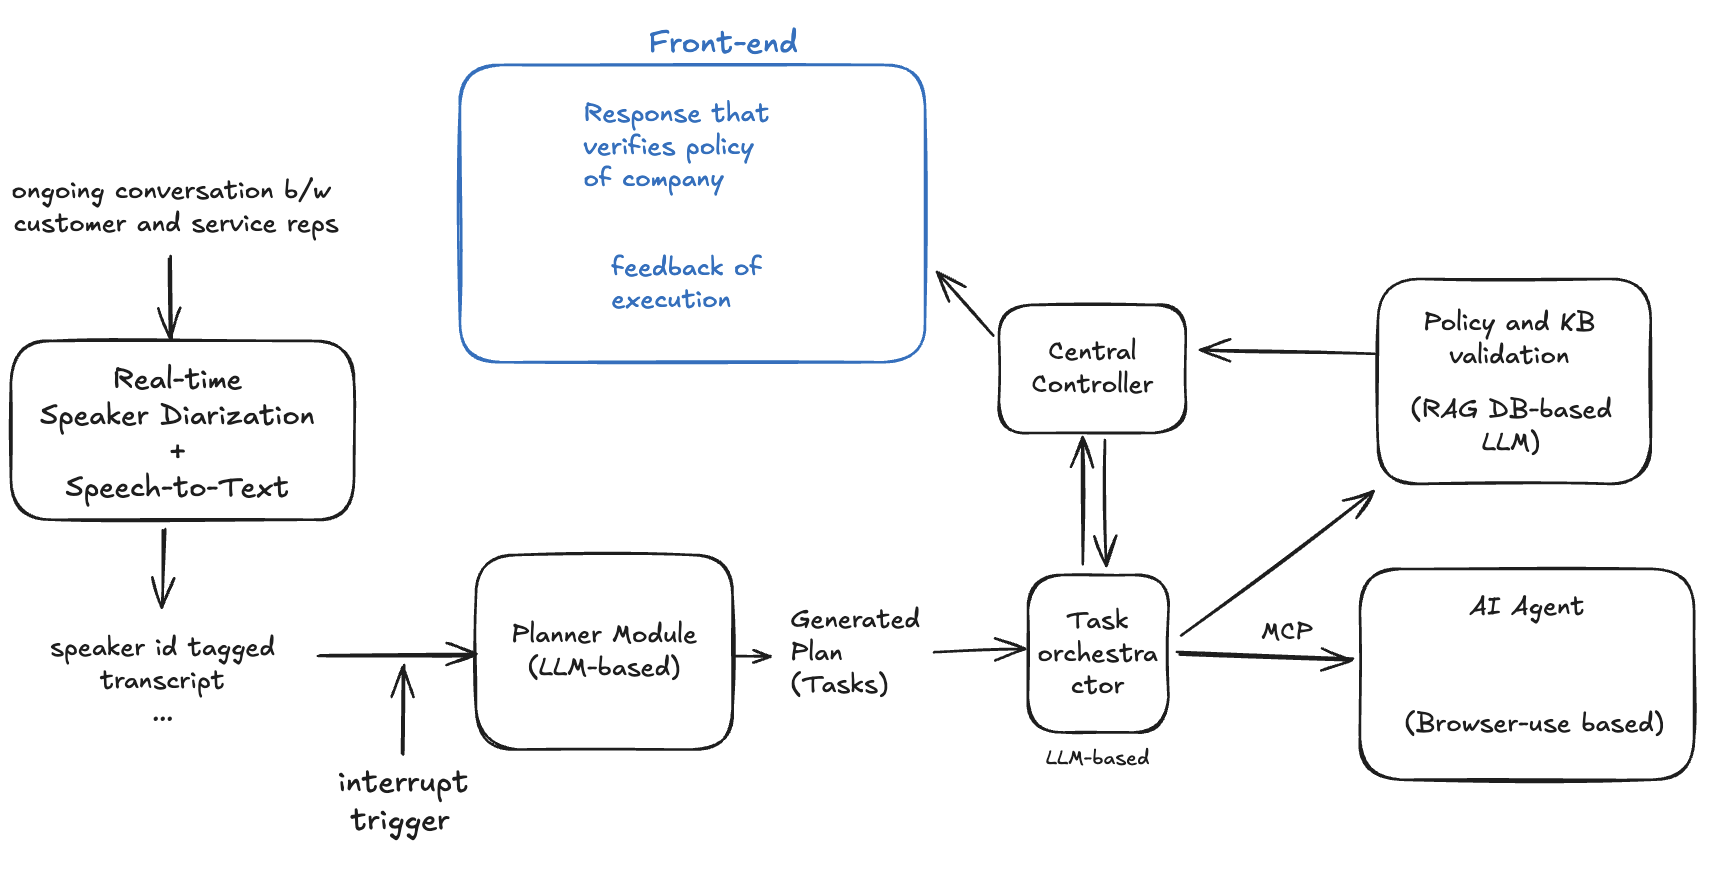 Front-end
Response that
verifies policy
of company
feedback of
execution
ongoing conversation b/w
customer and service reps
Real-time
Speaker Diarization
+
Speech-to-Text
speaker id tagged
transcript
...
interrupt
trigger
Planner Module
(LLM-based)
Generated
Plan
(Tasks)
Central
Controller
Task
orchestra
ctor
LLM-based
Policy and KB
validation
(RAG DB-based
LLM)
MCP
AI Agent
(Browser-use based)